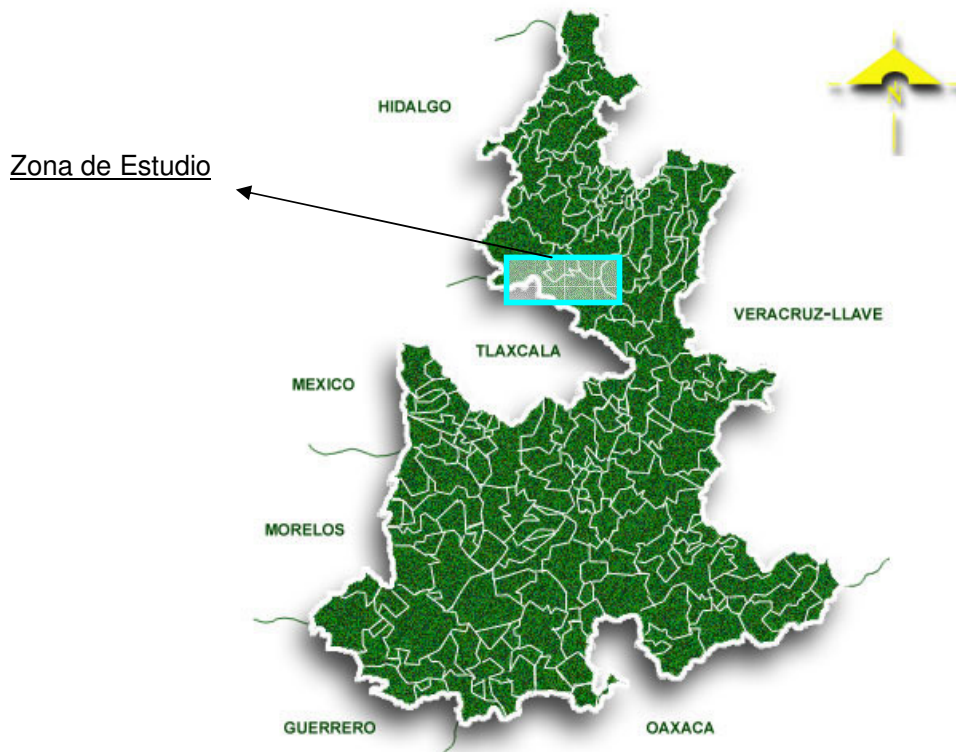 HIDALGO
N
Zona de Estudio
VERACRUZ-LLAVE
TLAXCALA
MEXICO
MORELOS
GUERRERO
OAXACA